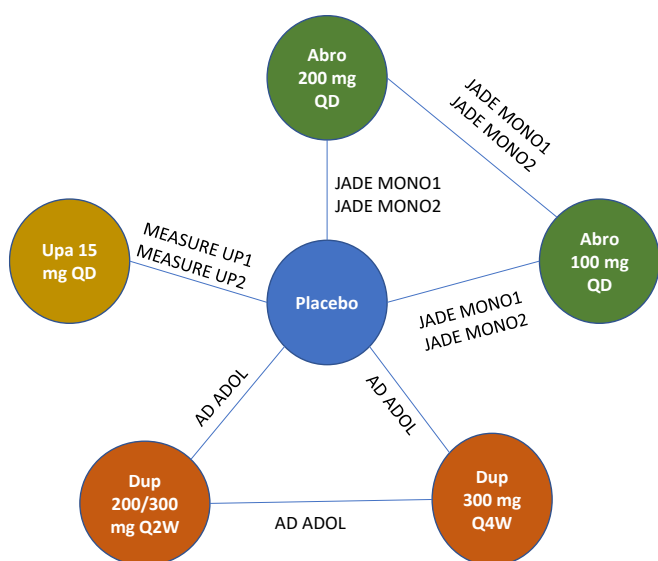 Abro
200 mg
QD
JADE MONO1
JADE MONO2
JADE MONO1
JADE MONO2
Upa 15
mg QD
MEASURE UP1
MEASURE UP2
Placebo
Abro
100 mg
QD
JADE MONO1
JADE MONO2
AD ADOL
AD ADOL
Dup
200/300
mg Q2W
AD ADOL
Dup
300 mg
Q4W